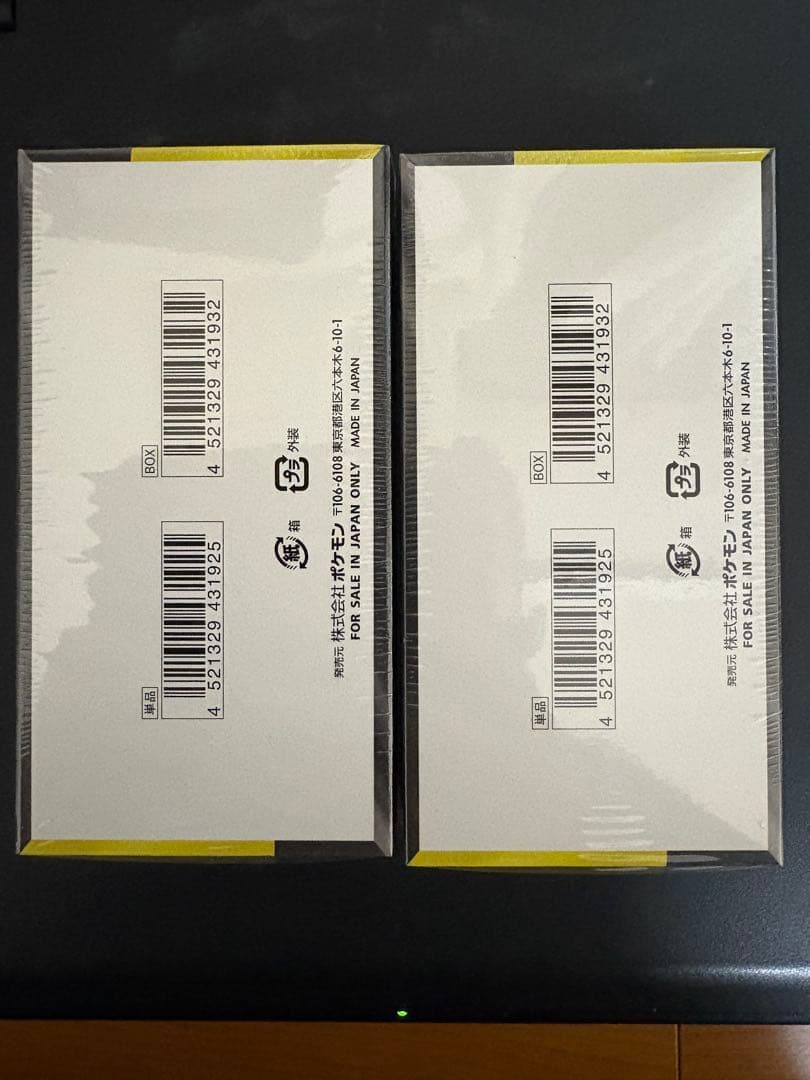 単品
4 521329 431925
BOX
4 521329 431932
紙 箱
プラ 外装
発売元 株式会社ポケモン 〒106-6108 東京都港区六本木6-10-1
FOR SALE IN JAPAN ONLY MADE IN JAPAN
単品
4 521329 431925
BOX
4 521329 431932
紙 箱
プラ 外装
発売元 株式会社ポケモン 〒106-6108 東京都港区六本木6-10-1
FOR SALE IN JAPAN ONLY MADE IN JAPAN